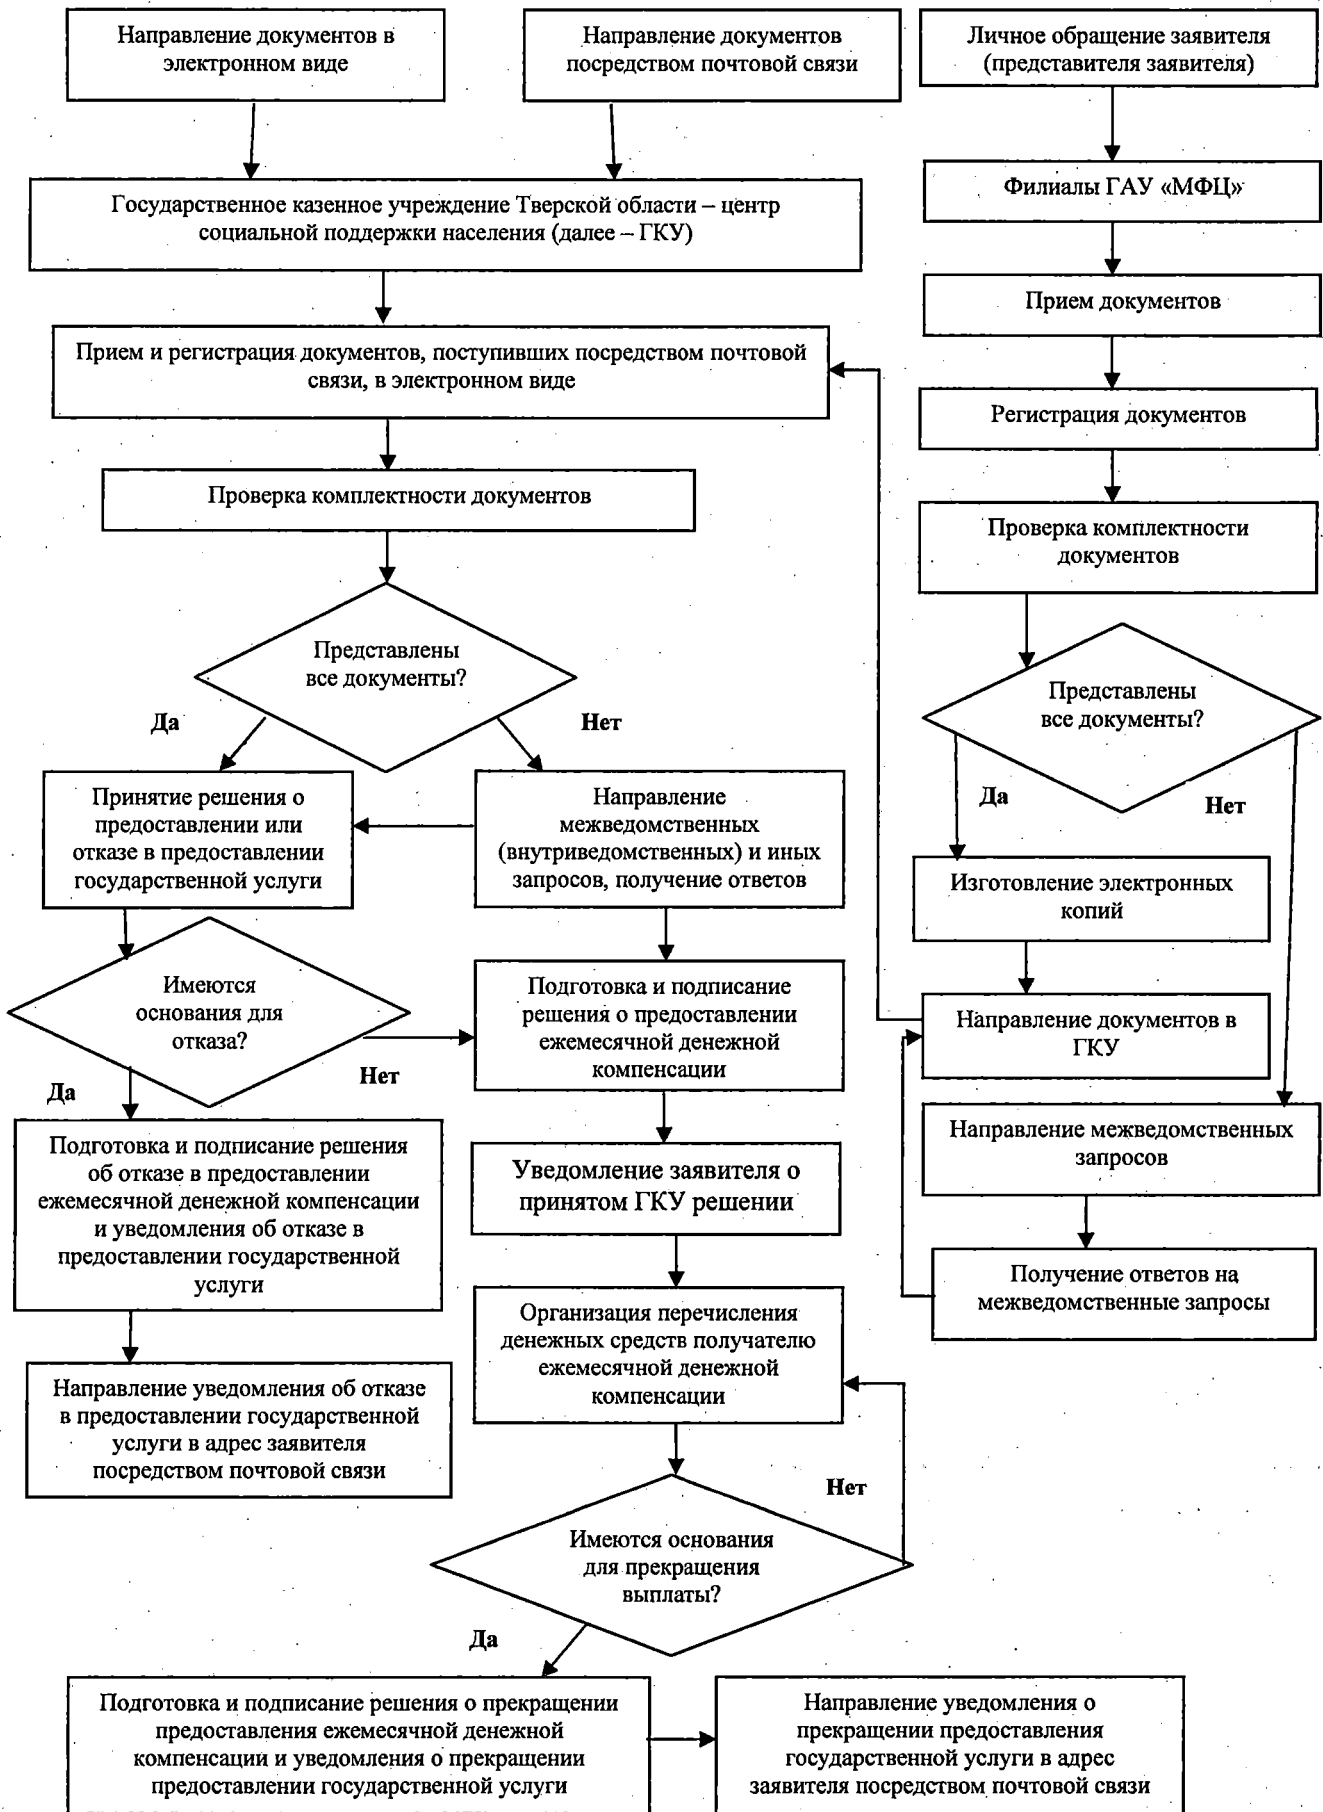 Направление документов в
электронном виде
Направление документов
посредством почтовой связи
Личное обращение заявителя
(представителя заявителя)
Государственное казенное учреждение Тверской области – центр
социальной поддержки населения (далее – ГКУ)
Филиалы ГАУ «МФЦ»
Прием документов
Прием и регистрация документов, поступивших посредством почтовой
связи, в электронном виде
Регистрация документов
Проверка комплектности документов
Проверка комплектности
документов
Представлены
все документы?
Да
Нет
Представлены
все документы?
Да
Нет
Принятие решения о
предоставлении или
отказе в предоставлении
государственной услуги
Направление
межведомственных
(внутриведомственных) и иных
запросов, получение ответов
Изготовление электронных
копий
Имеются
основания для
отказа?
Да
Нет
Подготовка и подписание
решения о предоставлении
ежемесячной денежной
компенсации
Направление документов в
ГКУ
Направление межведомственных
запросов
Подготовка и подписание решения
об отказе в предоставлении
ежемесячной денежной компенсации
и уведомления об отказе в
предоставлении государственной
услуги
Уведомление заявителя о
принятом ГКУ решении
Получение ответов на
межведомственные запросы
Организация перечисления
денежных средств получателю
ежемесячной денежной
компенсации
Направление уведомления об отказе
в предоставлении государственной
услуги в адрес заявителя
посредством почтовой связи
Нет
Имеются основания
для прекращения
выплаты?
Да
Подготовка и подписание решения о прекращении
предоставления ежемесячной денежной
компенсации и уведомления о прекращении
предоставлении государственной услуги
Направление уведомления о
прекращении предоставления
государственной услуги в адрес
заявителя посредством почтовой связи